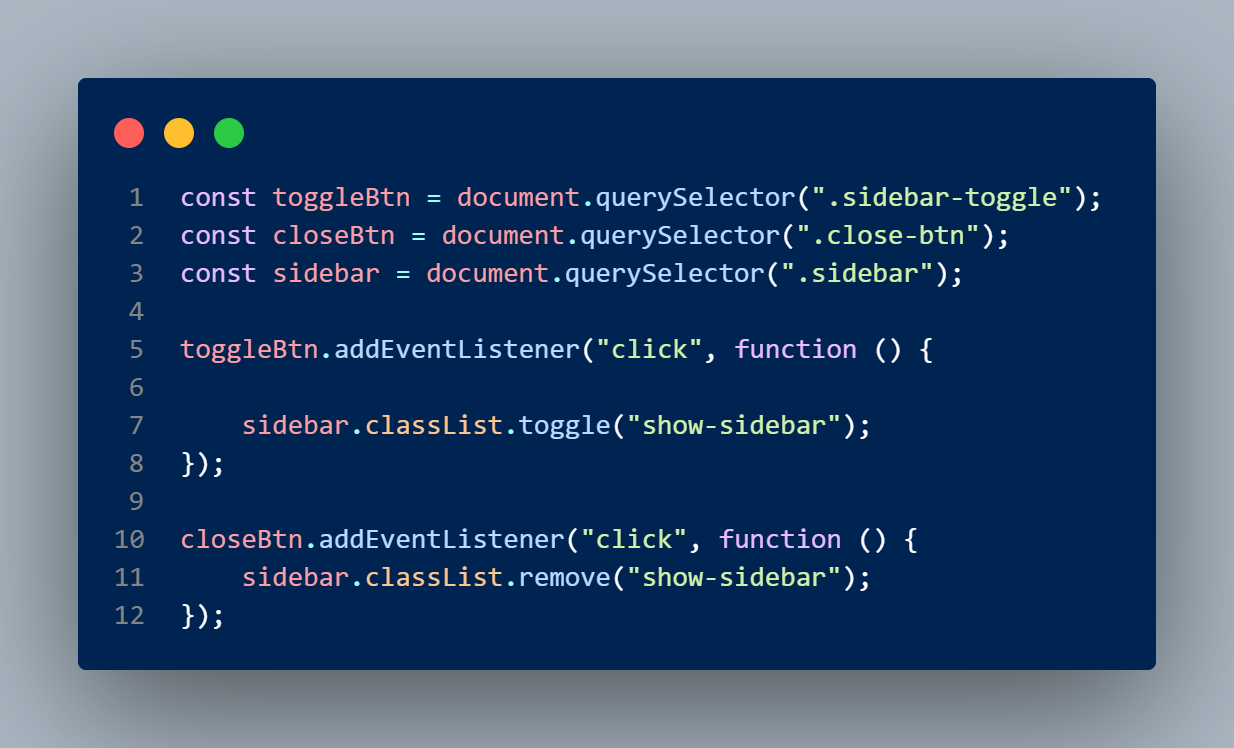 1 const toggleBtn = document.querySelector(".sidebar-toggle");
2 const closeBtn = document.querySelector(".close-btn");
3 const sidebar = document.querySelector(".sidebar");
4
5 toggleBtn.addEventListener("click", function () {
6
7     sidebar.classList.toggle("show-sidebar");
8 });
9
10 closeBtn.addEventListener("click", function () {
11     sidebar.classList.remove("show-sidebar");
12 });